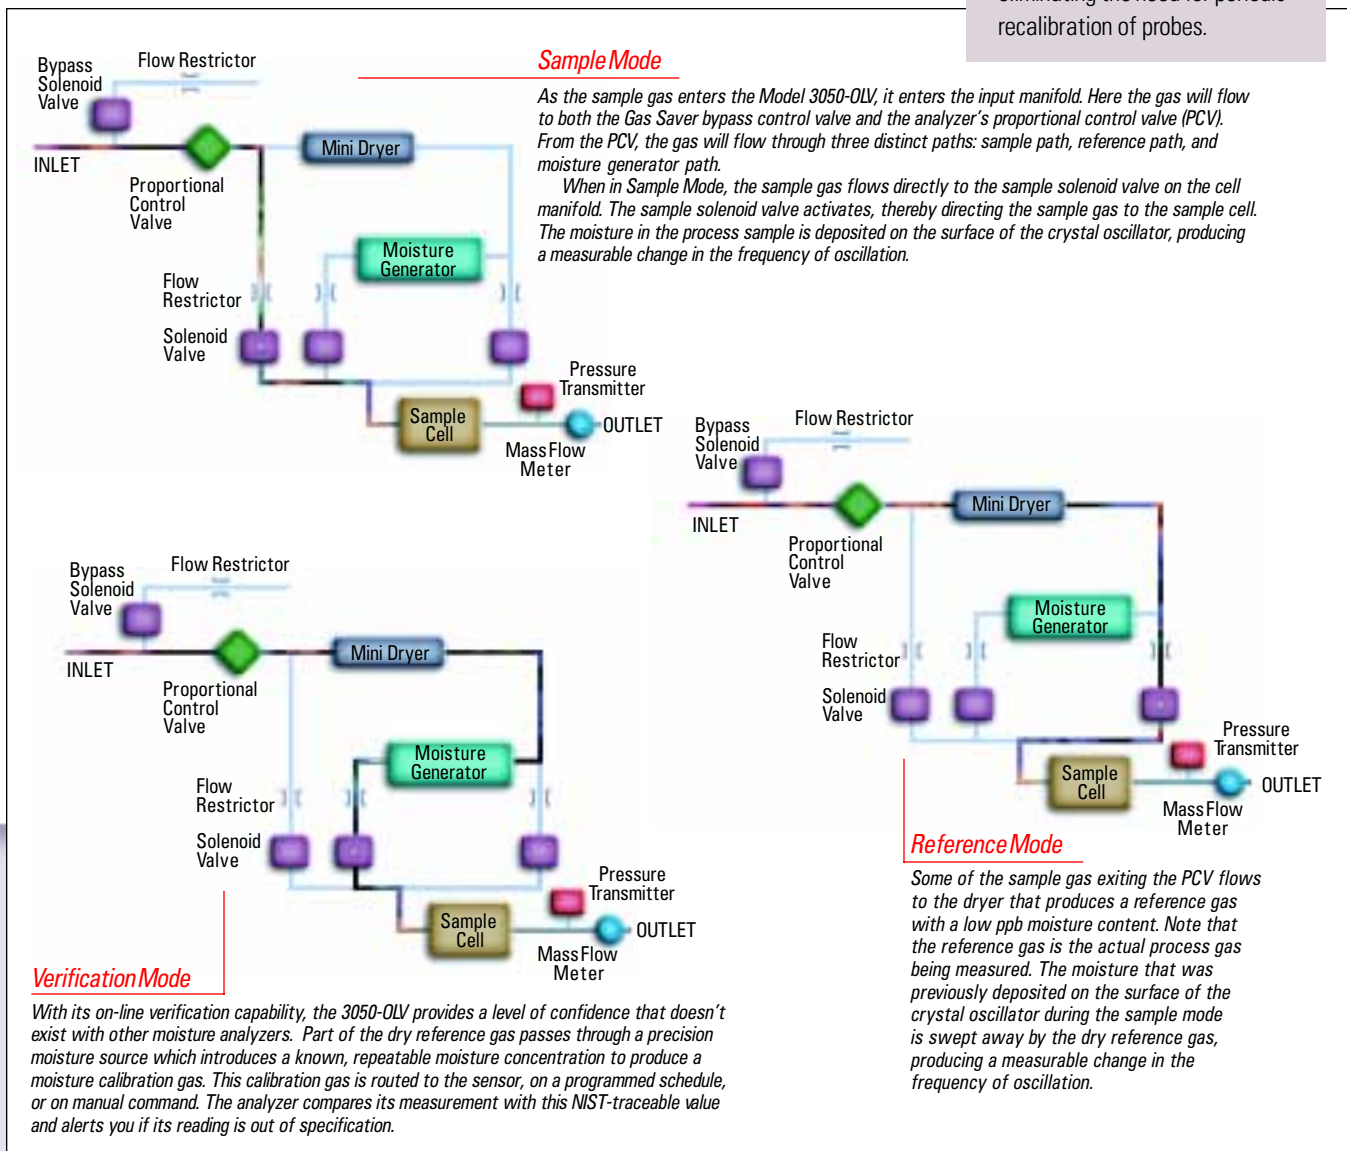 recalibration of probes.
Sample Mode
As the sample gas enters the Model 3050-OLV, it enters the input manifold. Here the gas will flow
to both the Gas Saver bypass control valve and the analyzer's proportional control valve (PCV).
From the PCV, the gas will flow through three distinct paths: sample path, reference path, and
moisture generator path.
When in Sample Mode, the sample gas flows directly to the sample solenoid valve on the cell
manifold. The sample solenoid valve activates, thereby directing the sample gas to the sample cell.
The moisture in the process sample is deposited on the surface of the crystal oscillator, producing
a measurable change in the frequency of oscillation.
Bypass
Solenoid
Valve
Flow Restrictor
INLET
Proportional
Control
Valve
Mini Dryer
Moisture
Generator
Flow
Restrictor
Solenoid
Valve
Pressure
Transmitter
Sample
Cell
OUTLET
Mass Flow
Meter
Bypass
Solenoid
Valve
Flow Restrictor
INLET
Proportional
Control
Valve
Mini Dryer
Moisture
Generator
Flow
Restrictor
Solenoid
Valve
Pressure
Transmitter
Sample
Cell
OUTLET
Mass Flow
Meter
Reference Mode
Some of the sample gas exiting the PCV flows
to the dryer that produces a reference gas
with a low ppb moisture content. Note that
the reference gas is the actual process gas
being measured. The moisture that was
previously deposited on the surface of the
crystal oscillator during the sample mode
is swept away by the dry reference gas,
producing a measurable change in the
frequency of oscillation.
Bypass
Solenoid
Valve
Flow Restrictor
INLET
Proportional
Control
Valve
Mini Dryer
Moisture
Generator
Flow
Restrictor
Solenoid
Valve
Pressure
Transmitter
Sample
Cell
OUTLET
Mass Flow
Meter
Verification Mode
With its on-line verification capability, the 3050-OLV provides a level of confidence that doesn't
exist with other moisture analyzers. Part of the dry reference gas passes through a precision
moisture source which introduces a known, repeatable moisture concentration to produce a
moisture calibration gas. This calibration gas is routed to the sensor, on a programmed schedule,
or on manual command. The analyzer compares its measurement with this NIST-traceable value
and alerts you if its reading is out of specification.